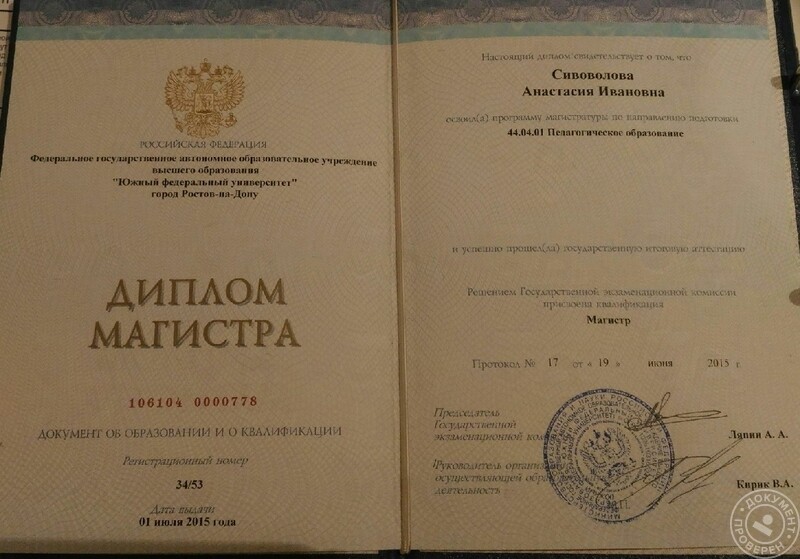 РОССИЙСКАЯ ФЕДЕРАЦИЯ
Федеральное государственное автономное образовательное учреждение
высшего образования
"Южный федеральный университет"
город Ростов-на-Дону
ДИПЛОМ
МАГИСТРА
106104 0000778
ДОКУМЕНТ ОБ ОБРАЗОВАНИИ И О КВАЛИФИКАЦИИ
Регистрационный номер
34/53
Дата выдачи
01 июля 2015 года
Настоящий диплом свидетельствует о том, что
Сивоволова
Анастасия Ивановна
освоил(а) программу магистратуры по направлению подготовки
44.04.01 Педагогическое образование
и успешно прошел(ла) государственную итоговую аттестацию
Решением Государственной экзаменационной комиссии
присвоена квалификация
Магистр
Протокол № 17 от « 19 » июня 2015 г.
Председатель
Государственной
экзаменационной
Ляпин А. А.
Руководитель
осуществляющей
деятельность
Кирик В.А.
ДОКУМЕНТ
ПРОВЕРЕН